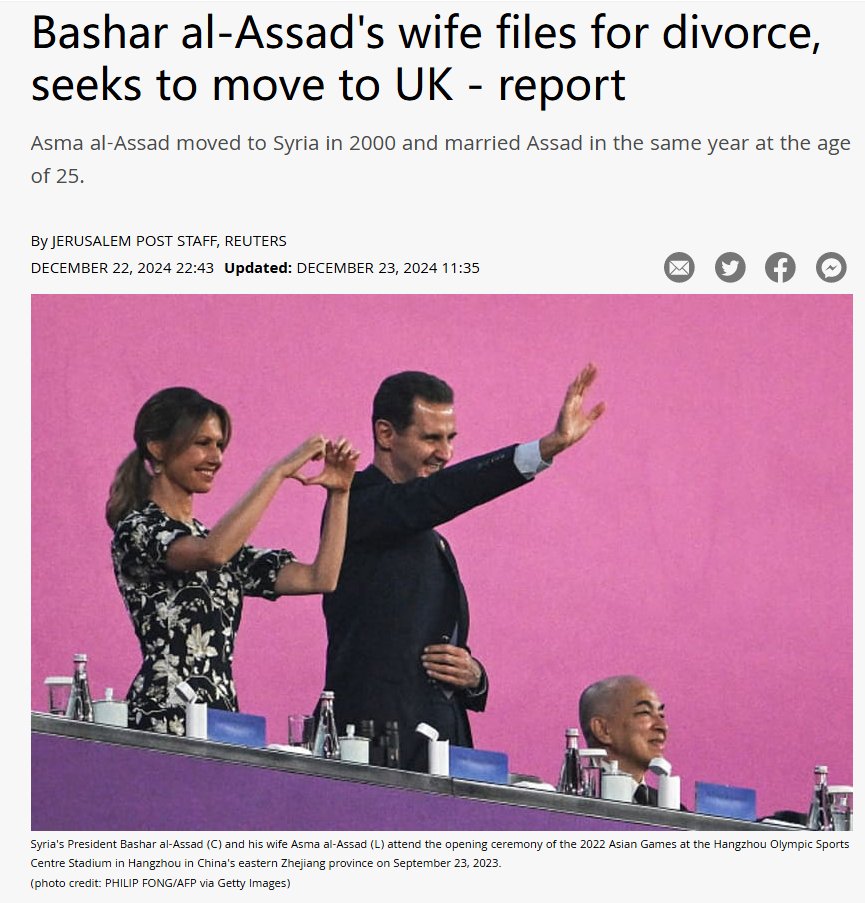 Bashar al-Assad's wife files for divorce,
seeks to move to UK - report
Asma al-Assad moved to Syria in 2000 and married Assad in the same year at the age
of 25.
By JERUSALEM POST STAFF, REUTERS
DECEMBER 22, 2024 22:43 Updated: DECEMBER 23, 2024 11:35
Syria's President Bashar al-Assad (C) and his wife Asma al-Assad (L) attend the opening ceremony of the 2022 Asian Games at the Hangzhou Olympic Sports
Centre Stadium in Hangzhou in China's eastern Zhejiang province on September 23, 2023.
(photo credit: PHILIP FONG/AFP via Getty Images)